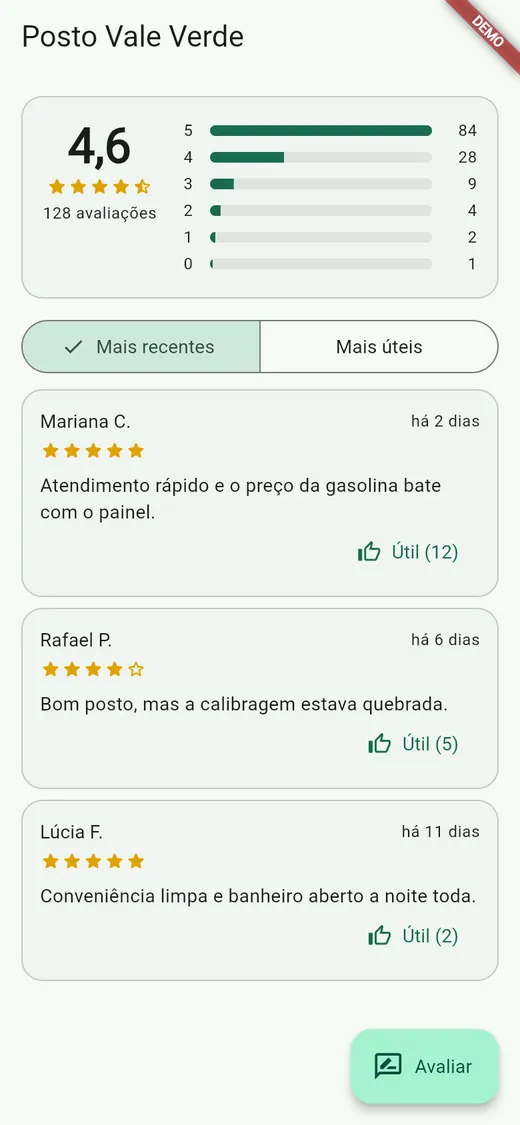 Posto Vale Verde
DEMO
4,6
128 avaliações
5 84
4 28
3 9
2 4
1 2
0 1
Mais recentes
Mais úteis
Mariana C.
há 2 dias
Atendimento rápido e o preço da gasolina bate
com o painel.
Útil (12)
Rafael P.
há 6 dias
Bom posto, mas a calibragem estava quebrada.
Útil (5)
Lúcia F.
há 11 dias
Conveniência limpa e banheiro aberto a noite toda.
Útil (2)
Avaliar